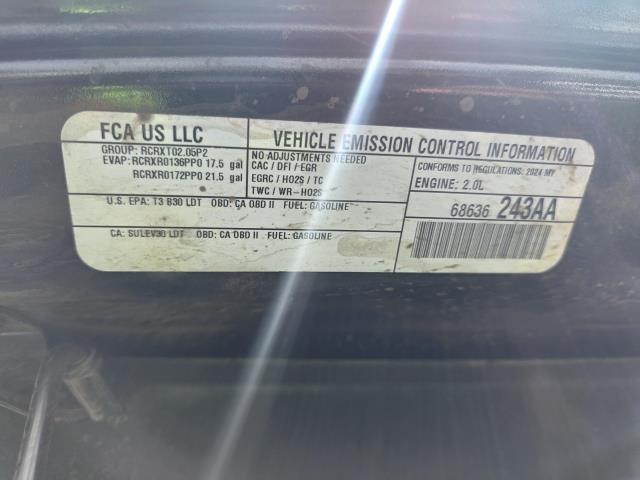 FCA US LLC
GROUP: RCRXT02.05P2
EVAP: RCRXR0136PP0 17.5 gal
RCRXR0172PP0 21.5 gal
VEHICLE EMISSION CONTROL INFORMATION
NO ADJUSTMENTS NEEDED
CAC / DFI / EGR
EGRC / HO2S / TC
TWC / WR-HO2S
CONFORMS TO REGULATIONS: 2024 MY
ENGINE: 2.0L
U.S. EPA: T3 B30 LDT OBD: CA OBD II FUEL: GASOLINE
CA: SULEV30 LDT OBD: CA OBD II FUEL: GASOLINE
68636 243AA